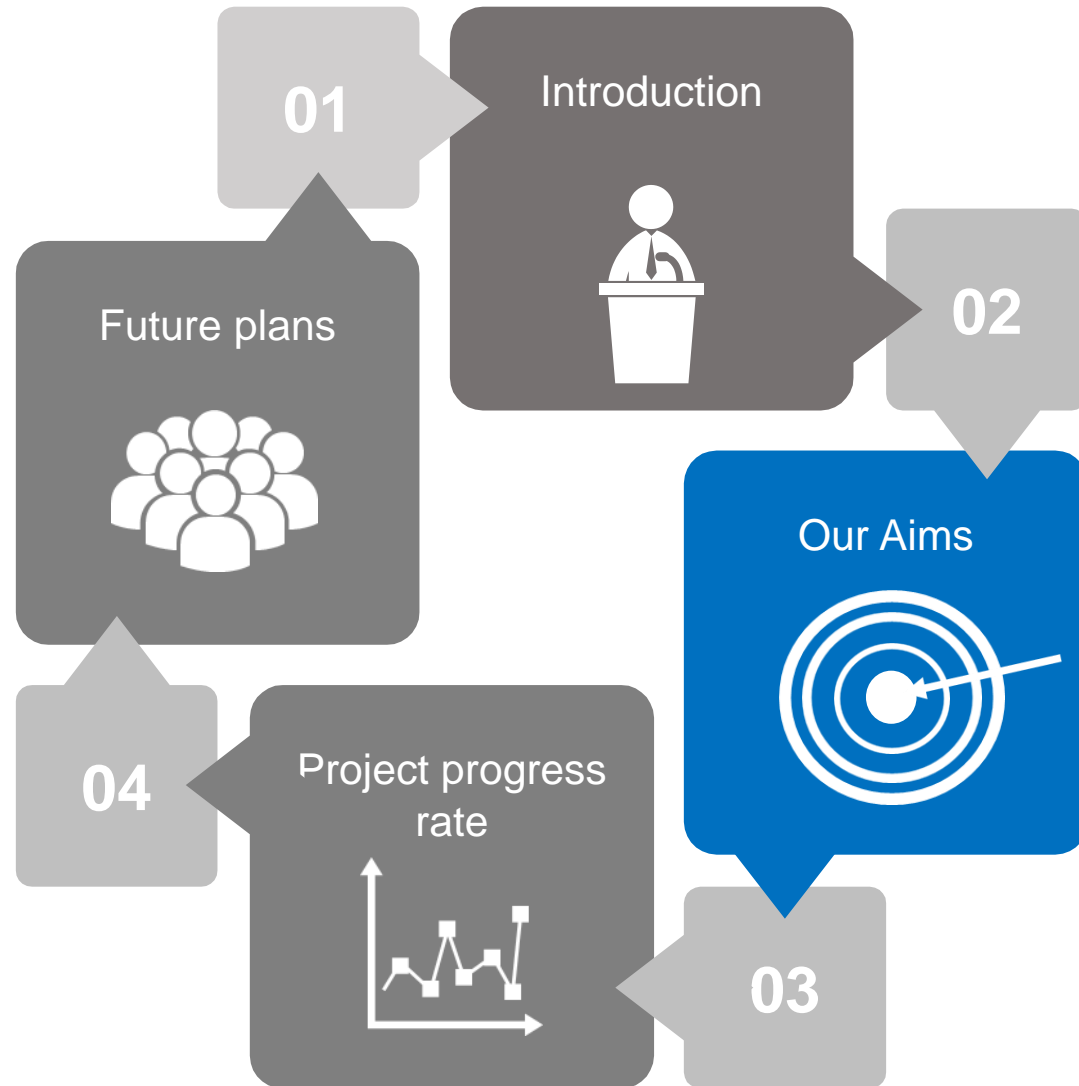 01
Introduction
02
Our Aims
03
Project progress
rate
04
Future plans